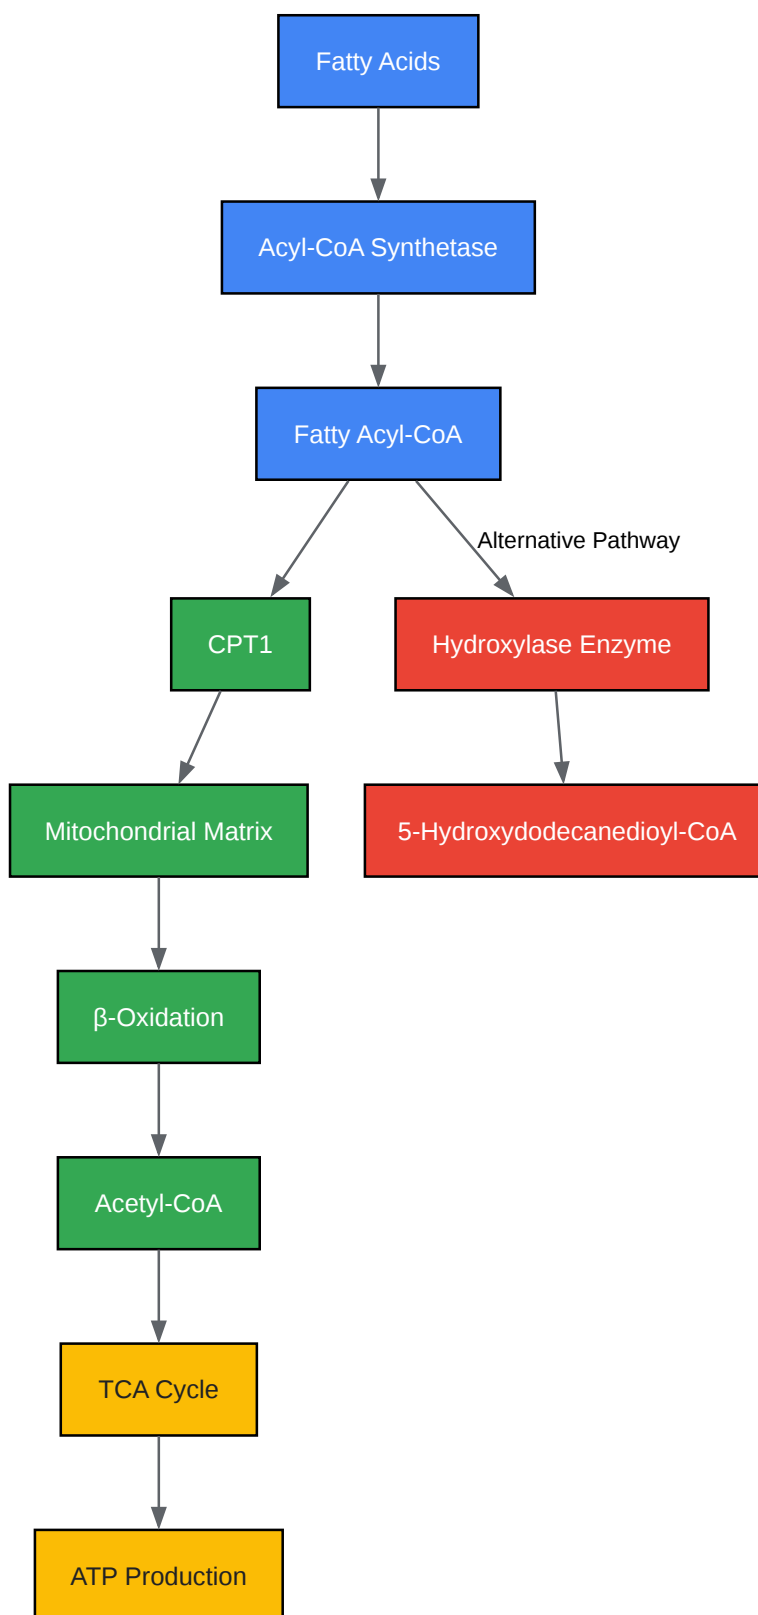 Fatty Acids
Acyl-CoA Synthetase
Fatty Acyl-CoA
Alternative Pathway
CPT1
Hydroxylase Enzyme
Mitochondrial Matrix
5-Hydroxydodecanedioyl-CoA
β-Oxidation
Acetyl-CoA
TCA Cycle
ATP Production